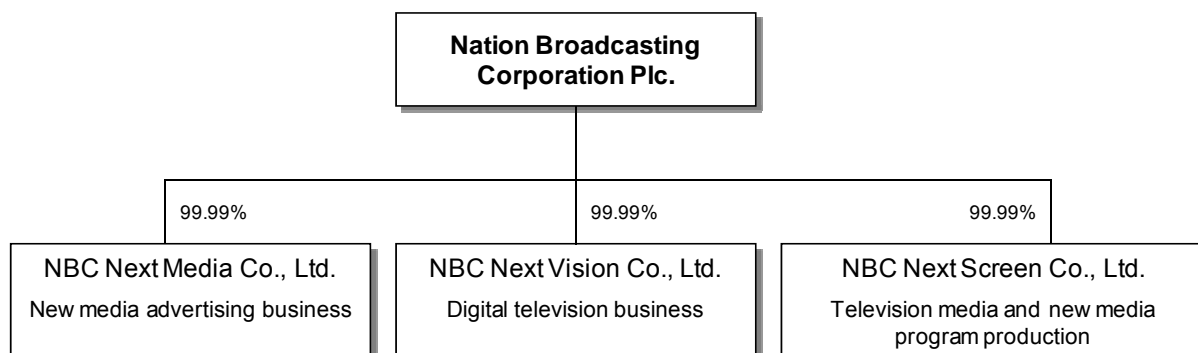 Nation Broadcasting
Corporation Plc.
99.99%
99.99%
99.99%
NBC Next Media Co., Ltd.
New media advertising business
NBC Next Vision Co., Ltd.
Digital television business
NBC Next Screen Co., Ltd.
Television media and new media
program production